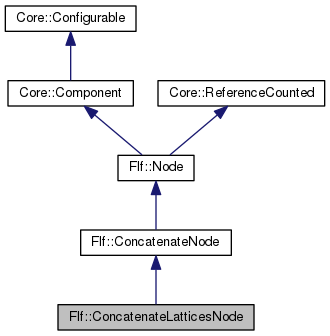 Core::Configurable
Core::Component
Core::ReferenceCounted
Flf::Node
Flf::ConcatenateNode
Flf::ConcatenateLatticesNode